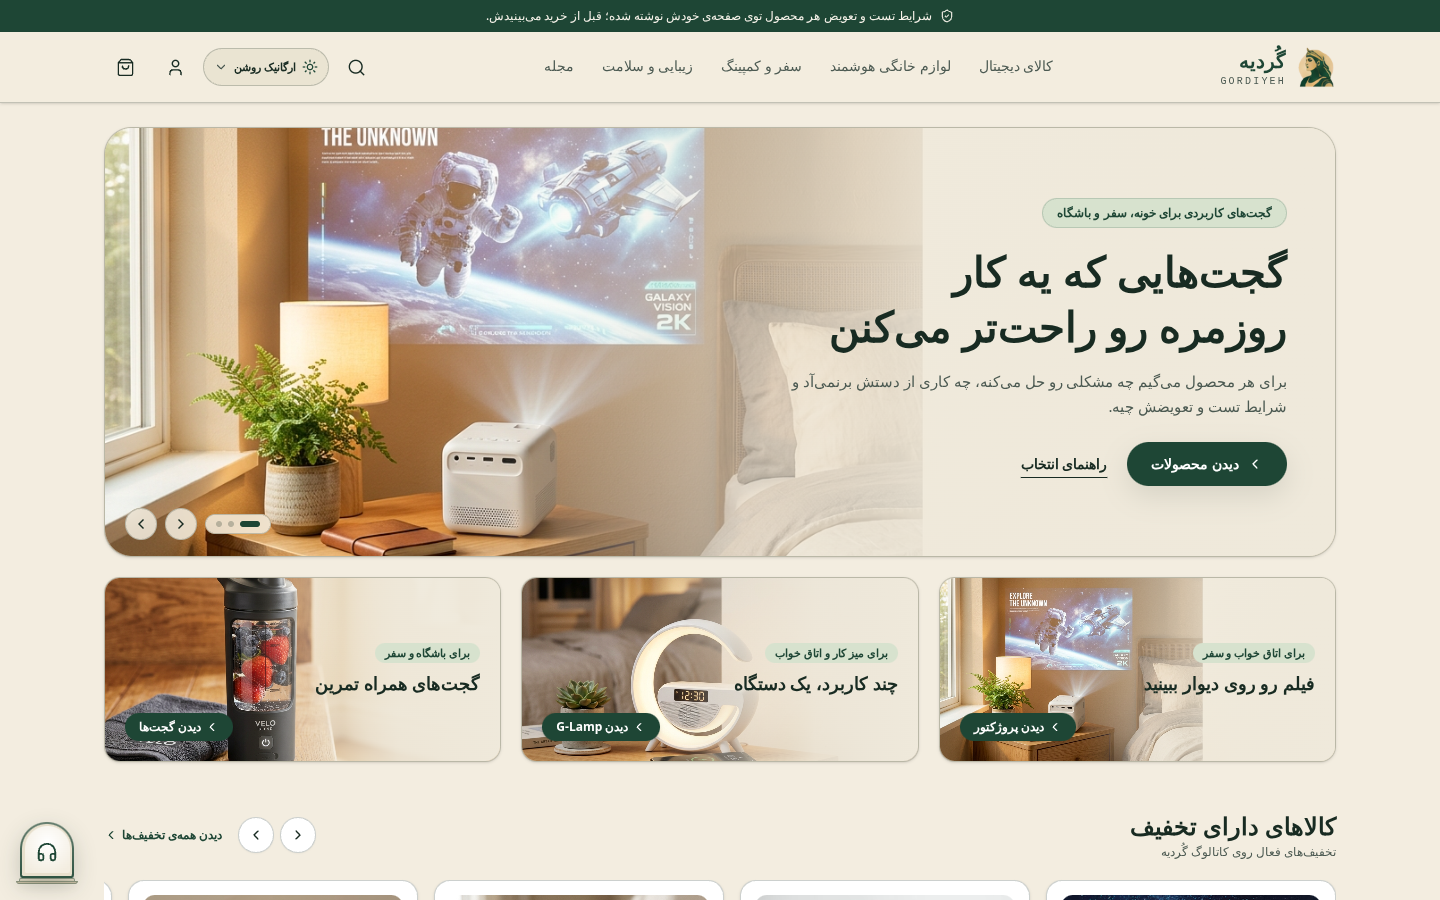 شرایط تست و تعویض هر محصول توی صفحه‌ی خودش نوشته شده؛ قبل از خرید می‌بینیدش.
گُردیه
GORDIYEH
کالای دیجیتال
لوازم خانگی هوشمند
سفر و کمپینگ
زیبایی و سلامت
مجله
ارگانیک روشن
THE UNKNOWN
GALAXY
VISION
2K
گجت‌های کاربردی برای خونه، سفر و باشگاه
گجت‌هایی که یه کار
روزمره رو راحت‌تر می‌کنن
برای هر محصول می‌گیم چه مشکلی رو حل می‌کنه، چه کاری از دستش برنمی‌آد و
شرایط تست و تعویضش چیه.
دیدن محصولات
راهنمای انتخاب
EXPLORE
THE UNKNOWN
برای اتاق خواب و سفر
فیلم رو روی دیوار ببینید
دیدن پروژکتور
برای میز کار و اتاق خواب
چند کاربرد، یک دستگاه
12:30
دیدن G-Lamp
برای باشگاه و سفر
گجت‌های همراه تمرین
VELO
دیدن گجت‌ها
کالاهای دارای تخفیف
تخفیف‌های فعال روی کاتالوگ گُردیه
دیدن همه‌ی تخفیف‌ها